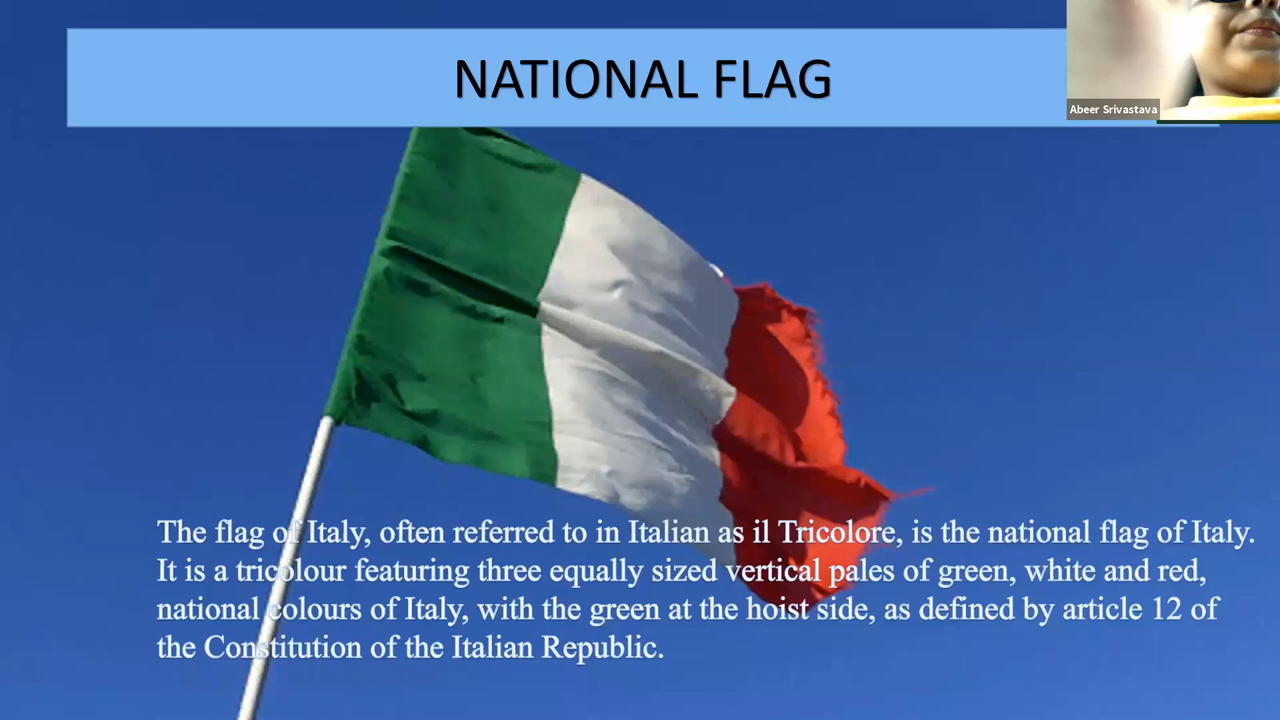 NATIONAL FLAG
Abeer Srivastava
The flag of Italy, often referred to in Italian as il Tricolore, is the national flag of Italy.
It is a tricolour featuring three equally sized vertical pales of green, white and red,
national colours of Italy, with the green at the hoist side, as defined by article 12 of
the Constitution of the Italian Republic.